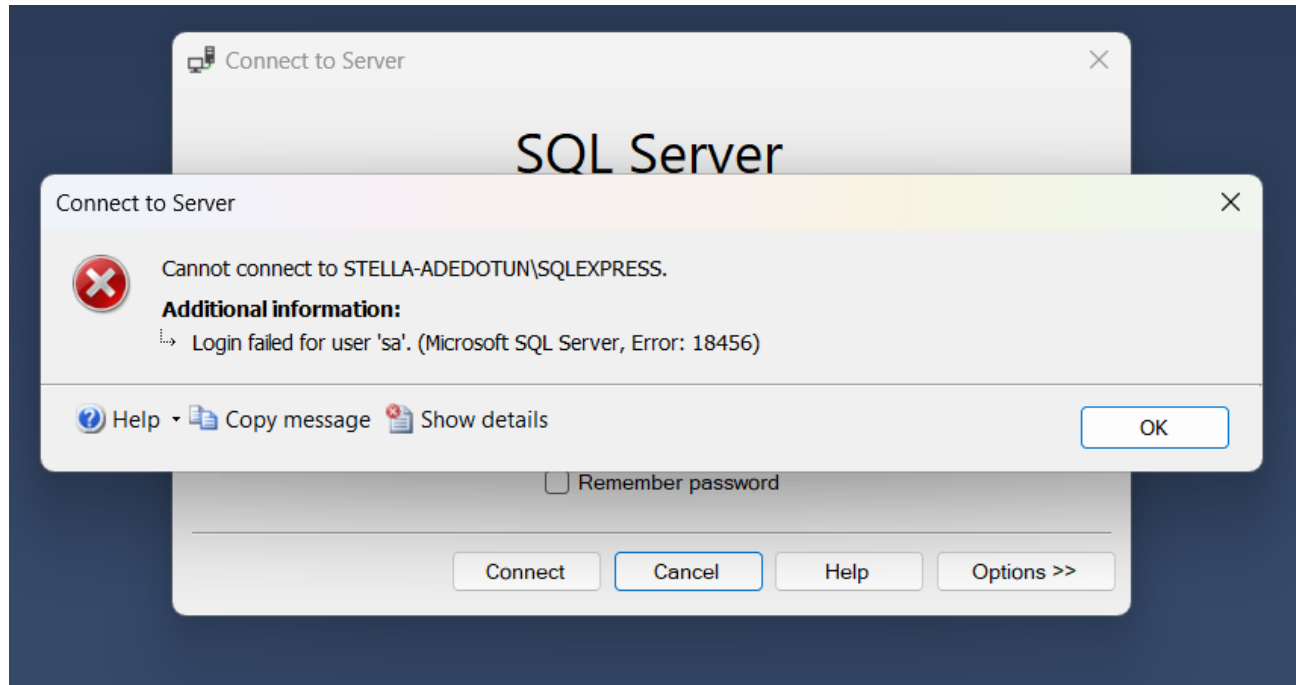 Connect to Server
SQL Server
Connect to Server
Cannot connect to STELLA-ADEDOTUN\SQLEXPRESS.
Additional information:
Login failed for user 'sa'. (Microsoft SQL Server, Error: 18456)
Help Copy message Show details OK
Remember password
Connect Cancel Help Options >>